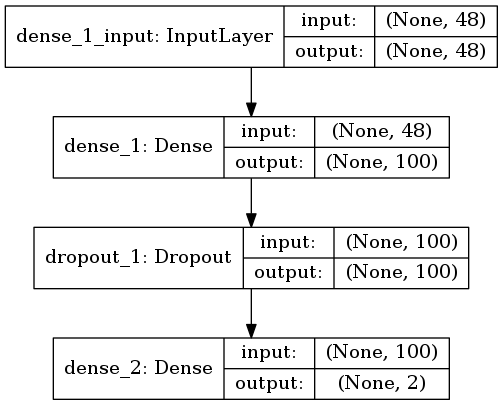 dense_1_input: InputLayer
input: (None, 48)
output: (None, 48)
dense_1: Dense
input: (None, 48)
output: (None, 100)
dropout_1: Dropout
input: (None, 100)
output: (None, 100)
dense_2: Dense
input: (None, 100)
output: (None, 2)